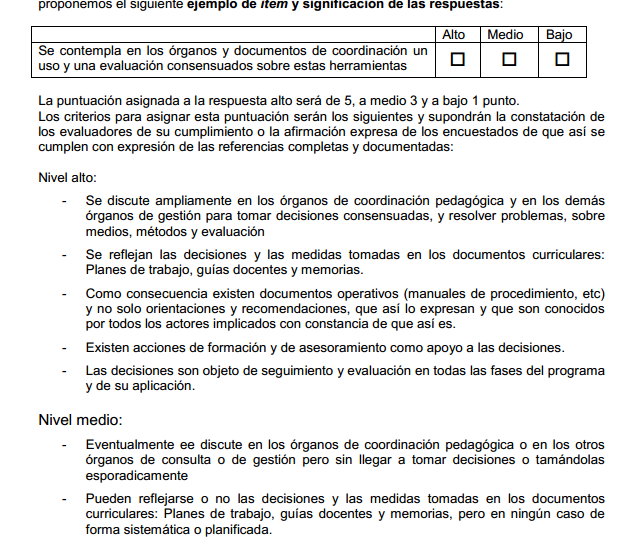 proponemos el siguiente ejemplo de ítem y significación de las respuestas:
Alto Medio Bajo
Se contempla en los órganos y documentos de coordinación un
uso y una evaluación consensuados sobre estas herramientas
La puntuación asignada a la respuesta alto será de 5, a medio 3 y a bajo 1 punto.
Los criterios para asignar esta puntuación serán los siguientes y supondrán la constatación de
los evaluadores de su cumplimiento o la afirmación expresa de los encuestados de que así se
cumplen con expresión de las referencias completas y documentadas:
Nivel alto:
- Se discute ampliamente en los órganos de coordinación pedagógica y en los demás
órganos de gestión para tomar decisiones consensuadas, y resolver problemas, sobre
medios, métodos y evaluación
- Se reflejan las decisiones y las medidas tomadas en los documentos curriculares:
Planes de trabajo, guías docentes y memorias.
- Como consecuencia existen documentos operativos (manuales de procedimiento, etc)
y no solo orientaciones y recomendaciones, que así lo expresan y que son conocidos
por todos los actores implicados con constancia de que así es.
- Existen acciones de formación y de asesoramiento como apoyo a las decisiones.
- Las decisiones son objeto de seguimiento y evaluación en todas las fases del programa
y de su aplicación.
Nivel medio:
- Eventualmente ee discute en los órganos de coordinación pedagógica o en los otros
órganos de consulta o de gestión pero sin llegar a tomar decisiones o tamándolas
esporadicamente
- Pueden reflejarse o no las decisiones y las medidas tomadas en los documentos
curriculares: Planes de trabajo, guías docentes y memorias, pero en ningún caso de
forma sistemática o planificada.